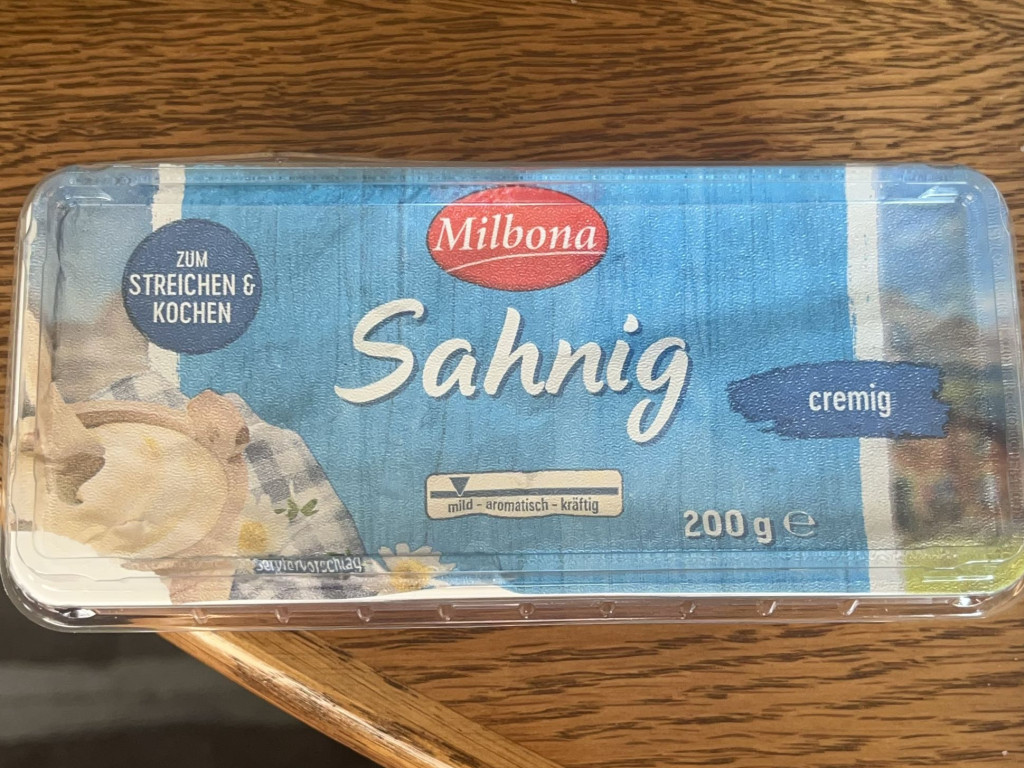 Milbona
ZUM
STREICHEN &
KOCHEN
Sahnig
cremig
mild - aromatisch - kräftig
200 g ℮
Serviervorschlag